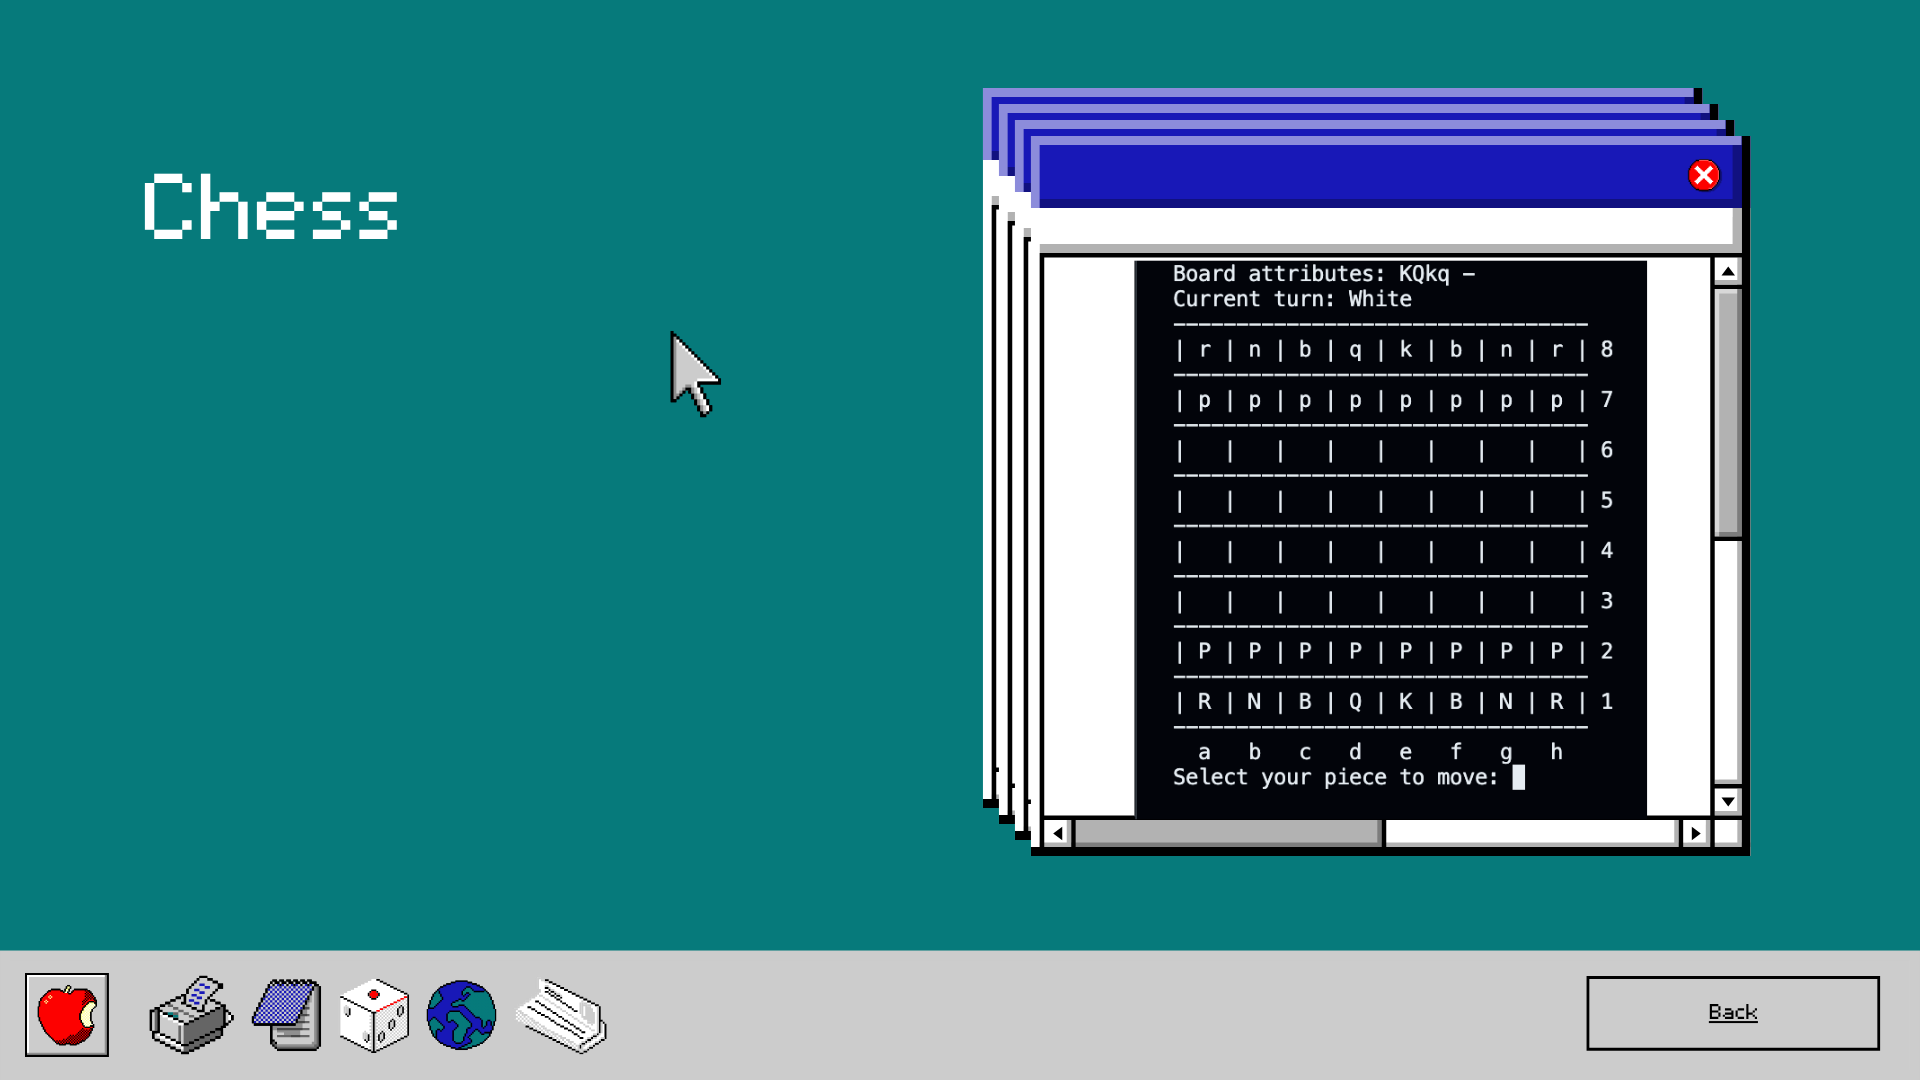 Chess
Board attributes: KQkq –
Current turn: White
---------------------------------
| r | n | b | q | k | b | n | r | 8
---------------------------------
| p | p | p | p | p | p | p | p | 7
---------------------------------
|   |   |   |   |   |   |   |   | 6
---------------------------------
|   |   |   |   |   |   |   |   | 5
---------------------------------
|   |   |   |   |   |   |   |   | 4
---------------------------------
|   |   |   |   |   |   |   |   | 3
---------------------------------
| P | P | P | P | P | P | P | P | 2
---------------------------------
| R | N | B | Q | K | B | N | R | 1
---------------------------------
a b c d e f g h
Select your piece to move:
Back